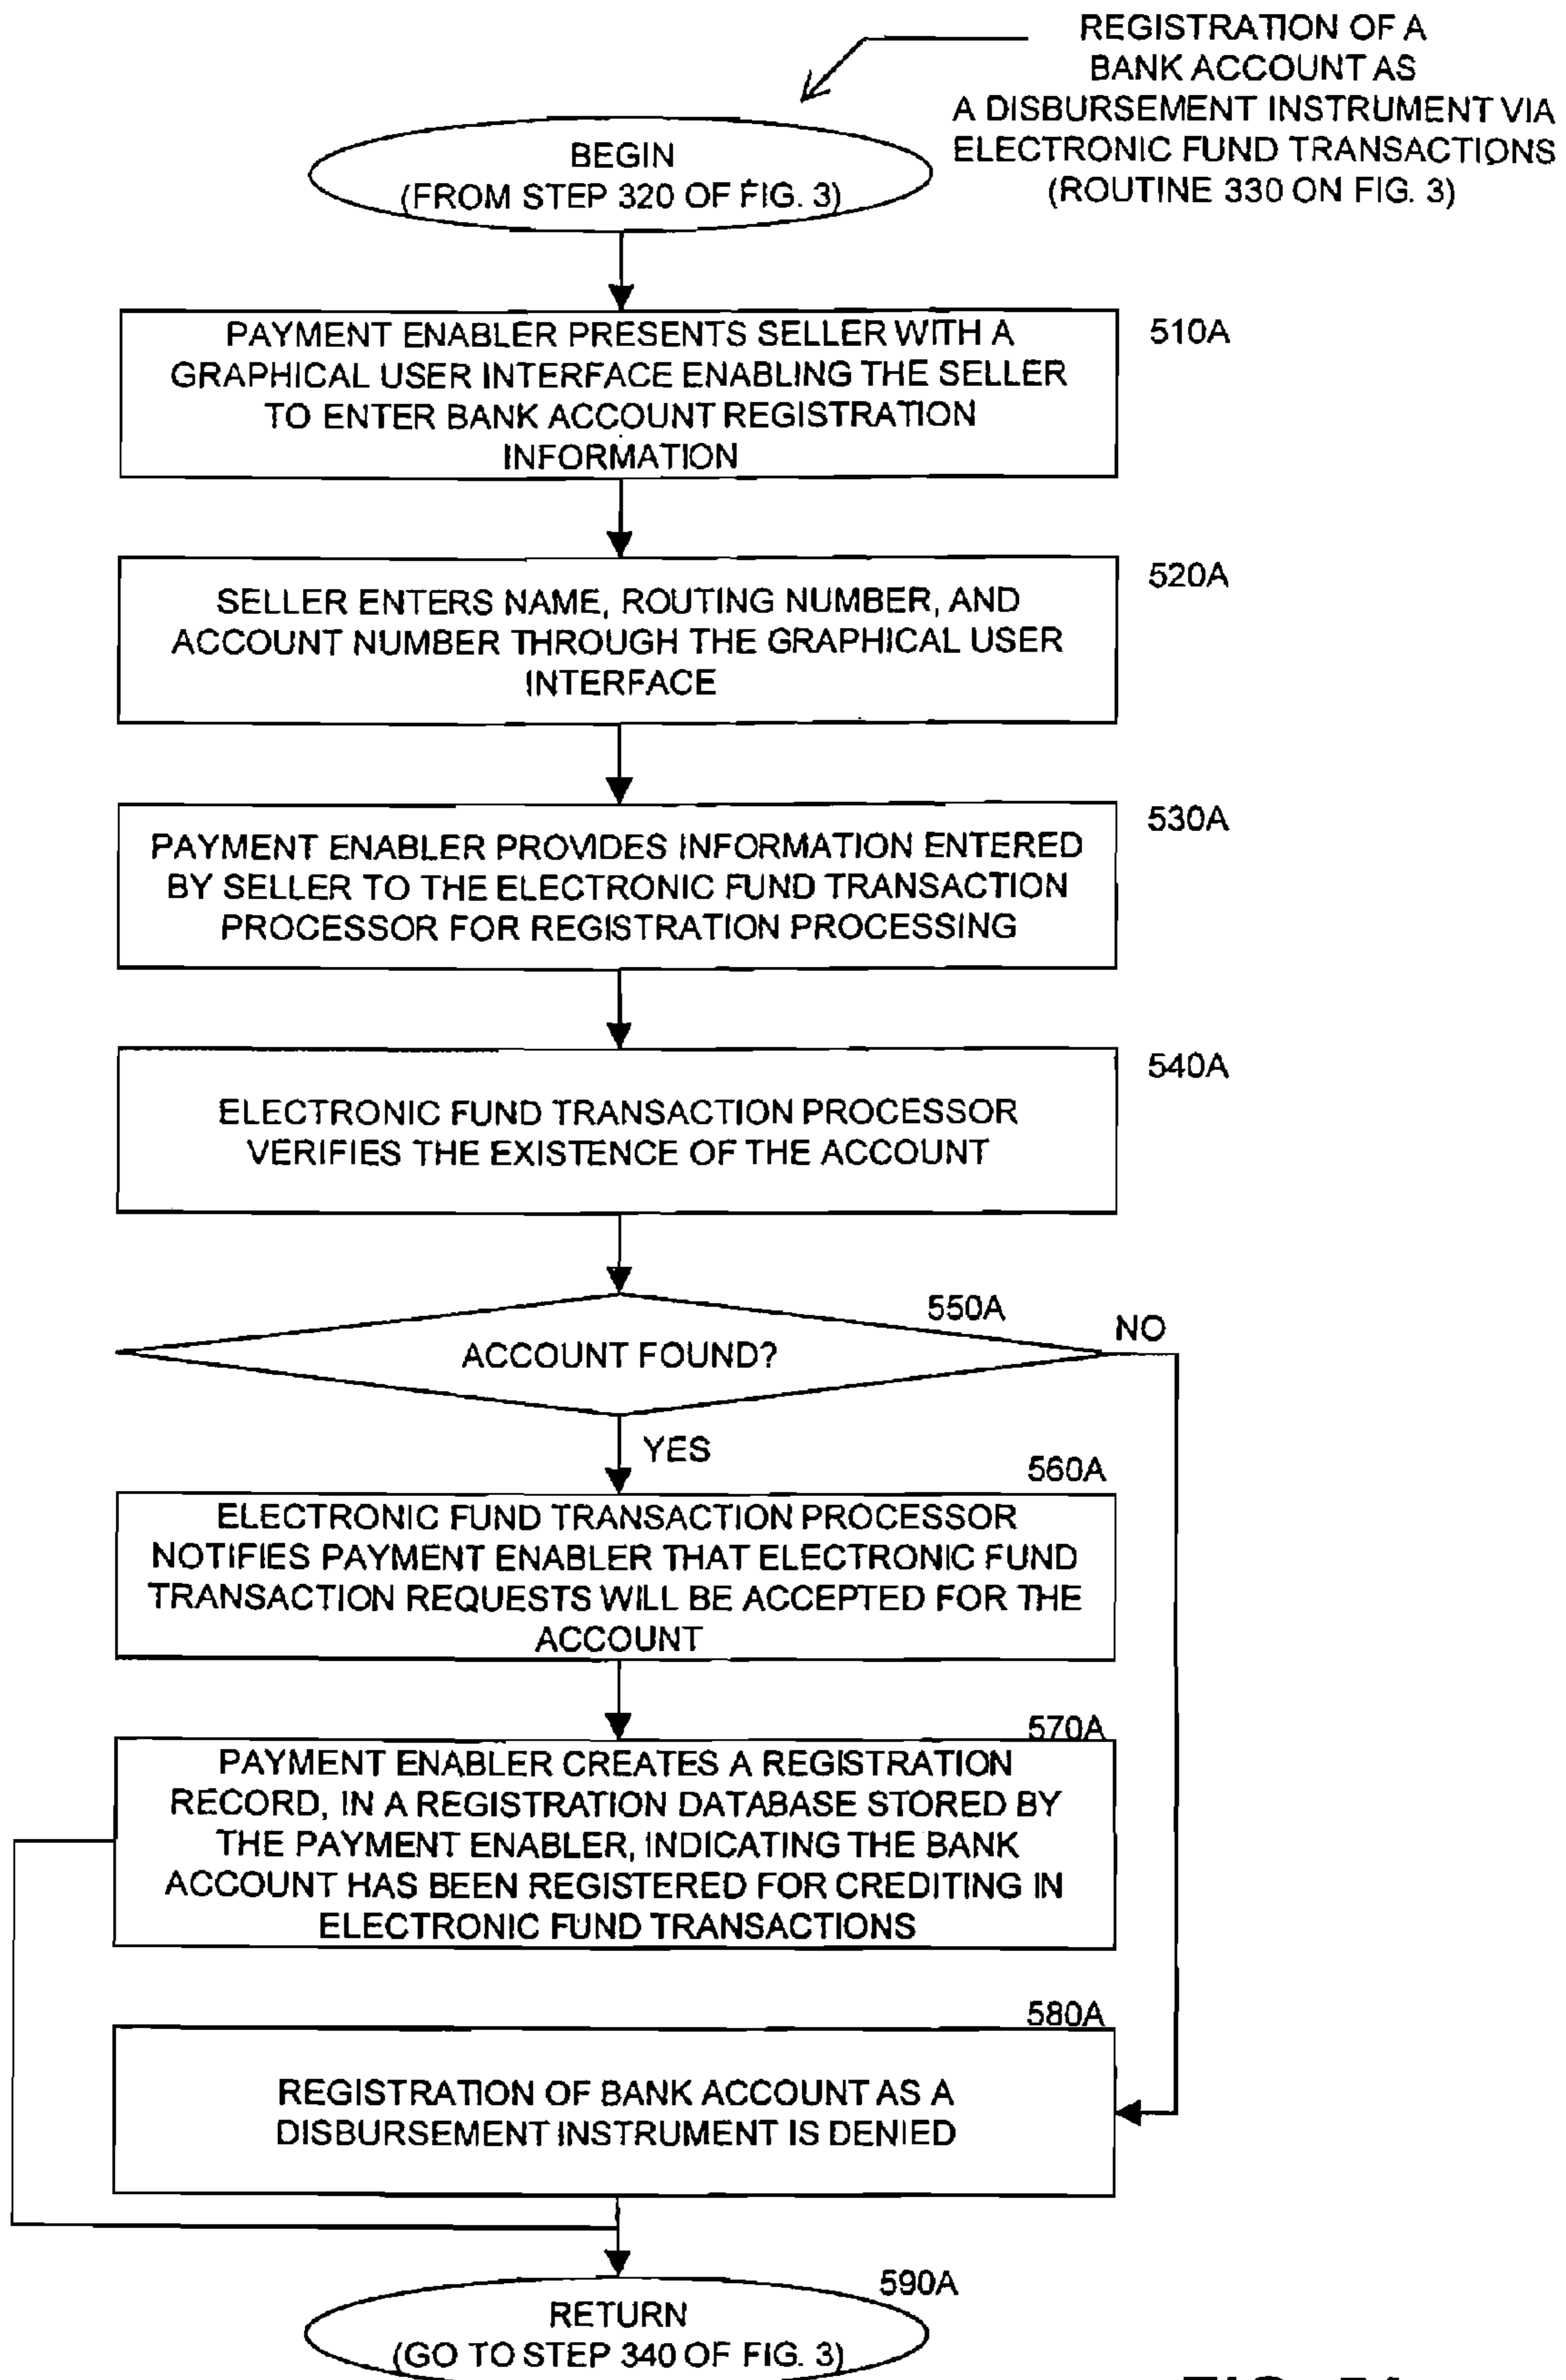 REGISTRATION OF A
BANK ACCOUNT AS
A DISBURSEMENT INSTRUMENT VIA
ELECTRONIC FUND TRANSACTIONS
(ROUTINE 330 ON FIG. 3)
BEGIN
(FROM STEP 320 OF FIG. 3)
510A
PAYMENT ENABLER PRESENTS SELLER WITH A
GRAPHICAL USER INTERFACE ENABLING THE SELLER
TO ENTER BANK ACCOUNT REGISTRATION
INFORMATION
520A
SELLER ENTERS NAME, ROUTING NUMBER, AND
ACCOUNT NUMBER THROUGH THE GRAPHICAL USER
INTERFACE
530A
PAYMENT ENABLER PROVIDES INFORMATION ENTERED
BY SELLER TO THE ELECTRONIC FUND TRANSACTION
PROCESSOR FOR REGISTRATION PROCESSING
540A
ELECTRONIC FUND TRANSACTION PROCESSOR
VERIFIES THE EXISTENCE OF THE ACCOUNT
550A
NO
ACCOUNT FOUND?
YES
560A
ELECTRONIC FUND TRANSACTION PROCESSOR
NOTIFIES PAYMENT ENABLER THAT ELECTRONIC FUND
TRANSACTION REQUESTS WILL BE ACCEPTED FOR THE
ACCOUNT
570A
PAYMENT ENABLER CREATES A REGISTRATION
RECORD, IN A REGISTRATION DATABASE STORED BY
THE PAYMENT ENABLER, INDICATING THE BANK
ACCOUNT HAS BEEN REGISTERED FOR CREDITING IN
ELECTRONIC FUND TRANSACTIONS
580A
REGISTRATION OF BANK ACCOUNT AS A
DISBURSEMENT INSTRUMENT IS DENIED
590A
RETURN
(GO TO STEP 340 OF FIG. 3)